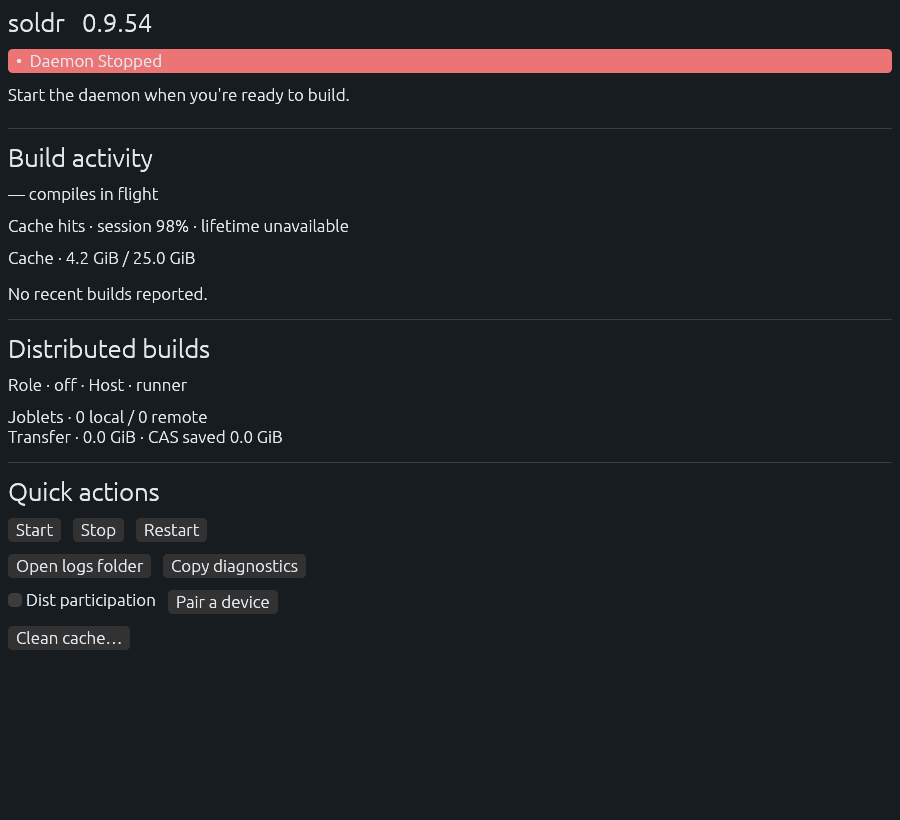 soldr 0.9.54
• Daemon Stopped
Start the daemon when you're ready to build.
Build activity
— compiles in flight
Cache hits · session 98% · lifetime unavailable
Cache · 4.2 GiB / 25.0 GiB
No recent builds reported.
Distributed builds
Role · off · Host · runner
Joblets · 0 local / 0 remote
Transfer · 0.0 GiB · CAS saved 0.0 GiB
Quick actions
Start Stop Restart
Open logs folder Copy diagnostics
Dist participation Pair a device
Clean cache…